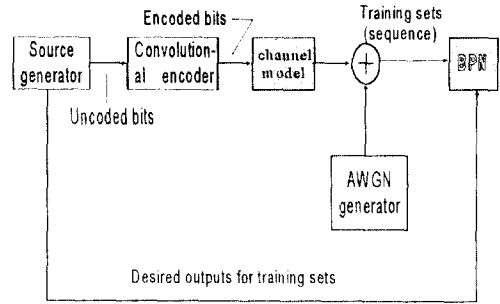 Encoded bits
Training sets
(sequence)
Source
generator
Convolution-
al encoder
channel
model
+
BPN
Uncoded bits
AWGN
generator
Desired outputs for training sets